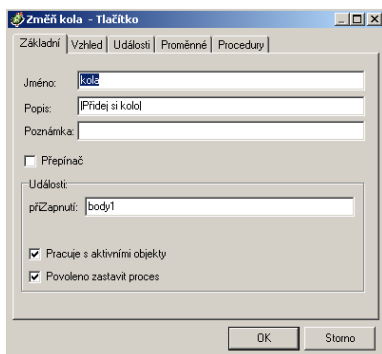 Změň kola - Tlačítko
Základní Vzhled Události Proměnné Procedury
Jméno: kola
Popis: |Přidej si kolo|
Poznámka:
Přepínač
Události:
přiZapnutí: body1
Pracuje s aktivními objekty
Povoleno zastavit proces
OK Storno